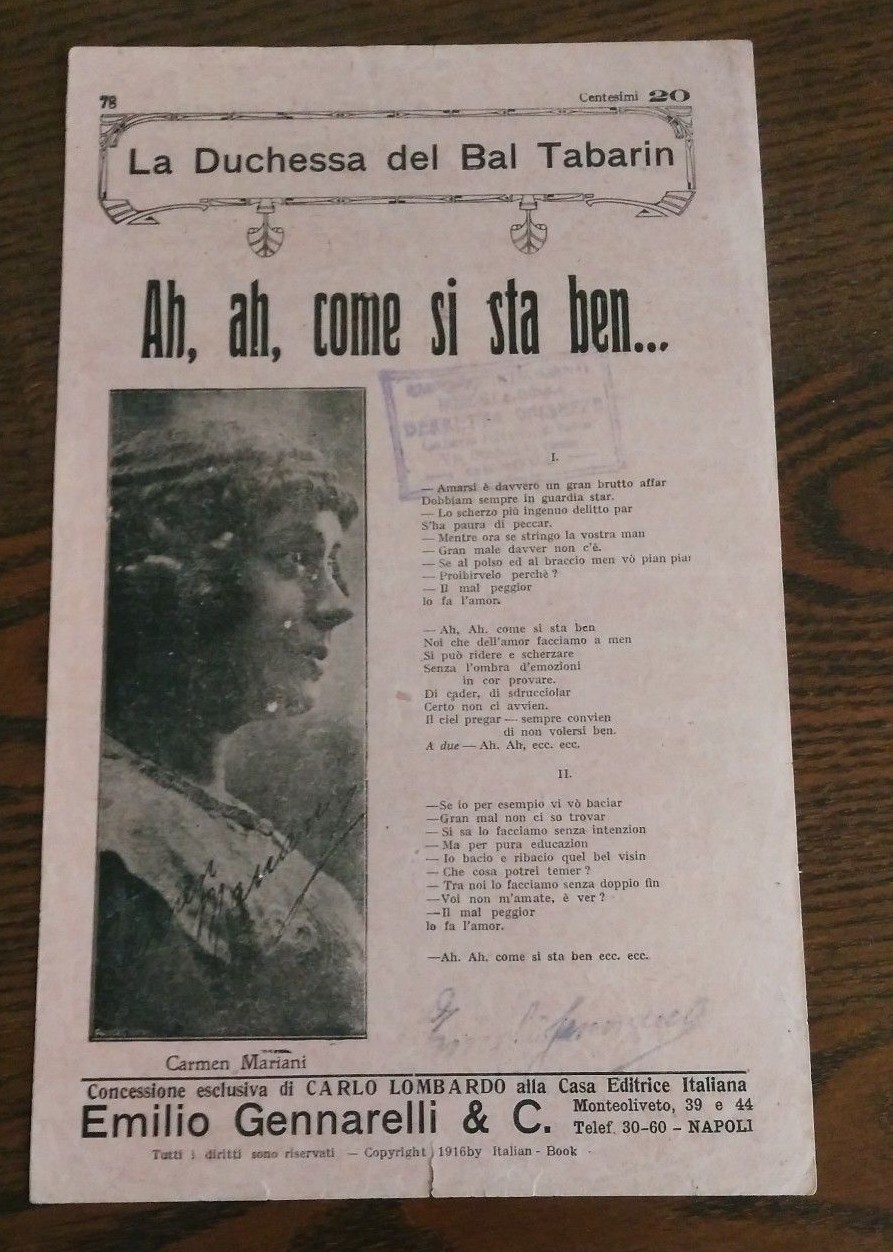 78
Centesimi 20
La Duchessa del Bal Tabarin
Ah, ah, come si sta ben...
I.
— Amarsi è davvero un gran brutto affar
Dobbiam sempre in guardia star.
— Lo scherzo più ingenuo delitto par
S'ha paura di peccar.
— Mentre ora se stringo la vostra man
— Gran male davver non c'è.
— Se al polso ed al braccio men vò pian pian
— Proibirvelo perchè ?
— Il mal peggior
lo fa l'amor.
— Ah, Ah. come si sta ben
Noi che dell'amor facciamo a men
Si può ridere e scherzare
Senza l'ombra d'emozioni
in cor provare.
Di cader, di sdrucciolar
Certo non ci avvien.
Il ciel pregar — sempre convien
di non volersi ben.
A due — Ah. Ah, ecc. ecc.
II.
—Se io per esempio vi vò baciar
—Gran mal non ci so trovar
— Si sa lo facciamo senza intenzion
— Ma per pura educazion
— Io bacio e ribacio quel bel visin
— Che cosa potrei temer ?
— Tra noi lo facciamo senza doppio fin
—Voi non m'amate, è ver ?
—Il mal peggior
lo fa l'amor.
—Ah. Ah. come si sta ben ecc. ecc.
Carmen Mariani
Concessione esclusiva di CARLO LOMBARDO alla Casa Editrice Italiana
Emilio Gennarelli & C.
Monteoliveto, 39 e 44
Telef. 30-60 - NAPOLI
Tutti i diritti sono riservati — Copyright 1916by Italian - Book